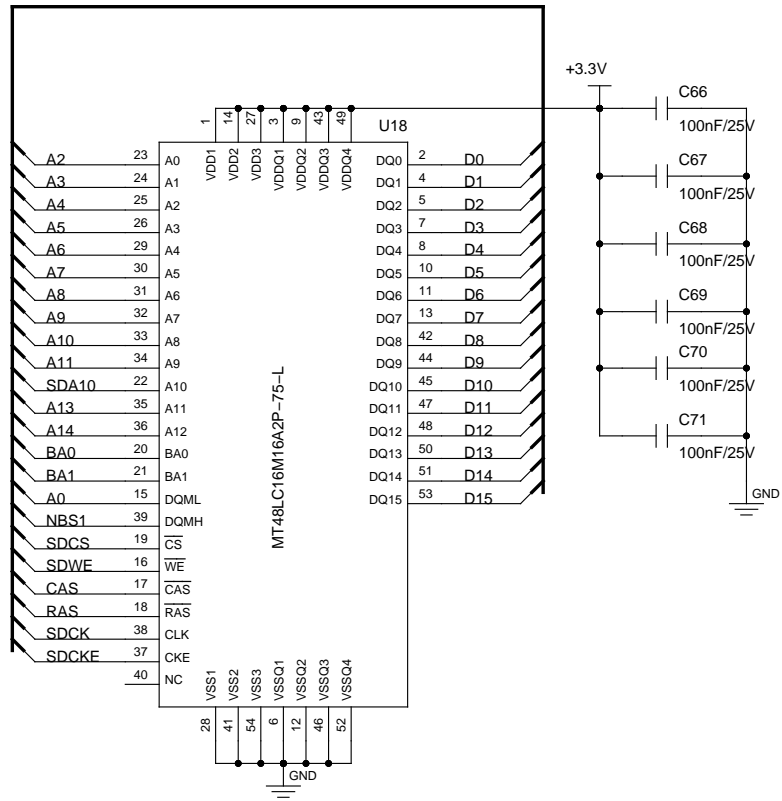 +3.3V
C66
100nF/25V
C67
100nF/25V
C68
100nF/25V
C69
100nF/25V
C70
100nF/25V
C71
100nF/25V
GND
U18
1 14 27 3 9 43 49
VDD1 VDD2 VDD3 VDDQ1 VDDQ2 VDDQ3 VDDQ4
A2 23 A0 DQ0 2 D0
A3 24 A1 DQ1 4 D1
A4 25 A2 DQ2 5 D2
A5 26 A3 DQ3 7 D3
A6 29 A4 DQ4 8 D4
A7 30 A5 DQ5 10 D5
A8 31 A6 DQ6 11 D6
A9 32 A7 DQ7 13 D7
A10 33 A8 DQ8 42 D8
A11 34 A9 DQ9 44 D9
SDA10 22 A10 DQ10 45 D10
A13 35 A11 DQ11 47 D11
A14 36 A12 DQ12 48 D12
BA0 20 BA0 DQ13 50 D13
BA1 21 BA1 DQ14 51 D14
A0 15 DQML DQ15 53 D15
NBS1 39 DQMH
SDCS 19 CS
SDWE 16 WE
CAS 17 CAS
RAS 18 RAS
SDCK 38 CLK
SDCKE 37 CKE
40 NC
MT48LC16M16A2P-75-L
VSS1 VSS2 VSS3 VSSQ1 VSSQ2 VSSQ3 VSSQ4
28 41 54 6 12 46 52
GND